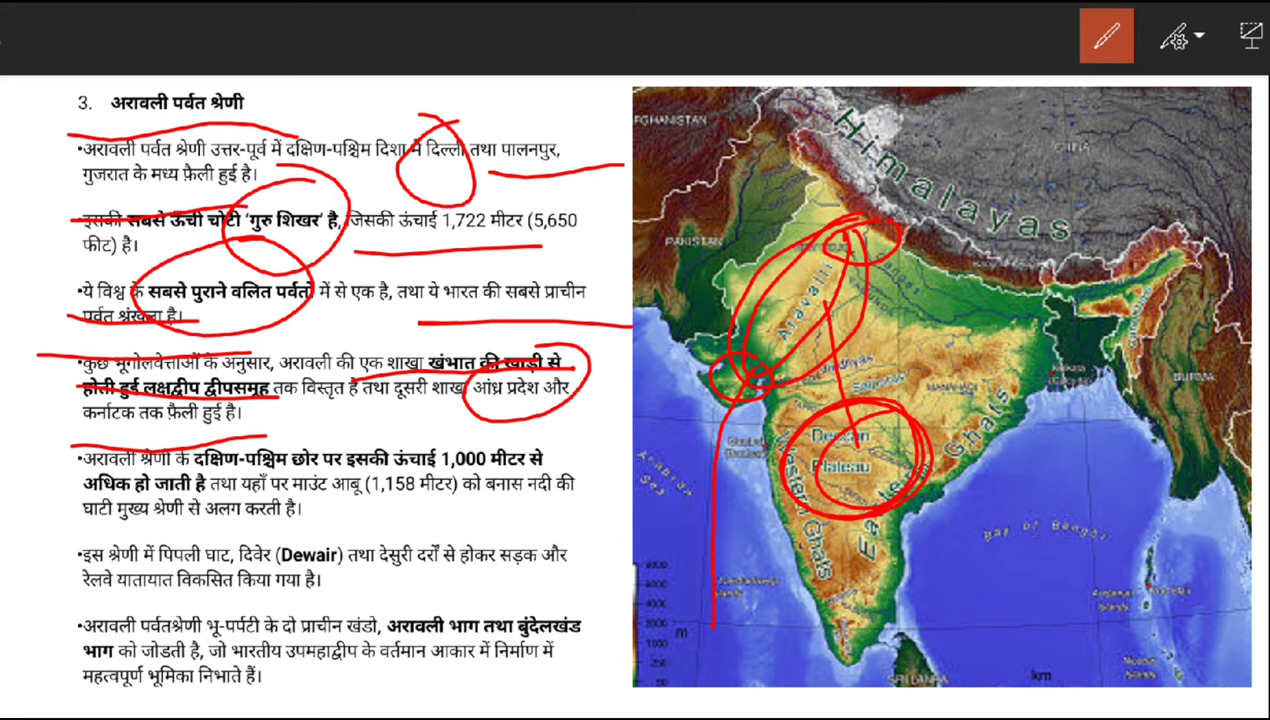 3. अरावली पर्वत श्रेणी
•अरावली पर्वत श्रेणी उत्तर-पूर्व में दक्षिण-पश्चिम दिशा में दिल्ली तथा पालनपुर,
गुजरात के मध्य फ़ैली हुई है।
•इसकी सबसे ऊंची चोटी ‘गुरु शिखर’ है, जिसकी ऊंचाई 1,722 मीटर (5,650
फीट) है।
•ये विश्व के सबसे पुराने वलित पर्वतों में से एक है, तथा ये भारत की सबसे प्राचीन
पर्वत श्रृंखला है।
•कुछ भूगोलवेत्ताओं के अनुसार, अरावली की एक शाखा खंभात की खाड़ी से
होती हुई लक्षद्वीप द्वीपसमूह तक विस्तृत है तथा दूसरी शाखा आंध्र प्रदेश और
कर्नाटक तक फ़ैली हुई है।
•अरावली श्रेणी के दक्षिण-पश्चिम छोर पर इसकी ऊंचाई 1,000 मीटर से
अधिक हो जाती है तथा यहाँ पर माउंट आबू (1,158 मीटर) को बनास नदी की
घाटी मुख्य श्रेणी से अलग करती है।
•इस श्रेणी में पिपली घाट, दिवेर (Dewair) तथा देसुरी दर्रों से होकर सड़क और
रेलवे यातायात विकसित किया गया है।
•अरावली पर्वतश्रेणी भू-पर्पटी के दो प्राचीन खंडो, अरावली भाग तथा बुंदेलखंड
भाग को जोडती है, जो भारतीय उपमहाद्वीप के वर्तमान आकार में निर्माण में
महत्वपूर्ण भूमिका निभाते हैं।
Himalayas
CHINA
PAKISTAN
Ganges
Aravalli
BURMA
Deccan
Plateau
Western Ghats
Eastern Ghats
Arabian
Sea
Bay of Bengal
SRI LANKA
m
km